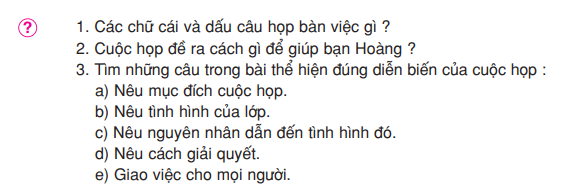 ? 1. Các chữ cái và dấu câu họp bàn việc gì ?
2. Cuộc họp đề ra cách gì để giúp bạn Hoàng ?
3. Tìm những câu trong bài thể hiện đúng diễn biến của cuộc họp :
a) Nêu mục đích cuộc họp.
b) Nêu tình hình của lớp.
c) Nêu nguyên nhân dẫn đến tình hình đó.
d) Nêu cách giải quyết.
e) Giao việc cho mọi người.